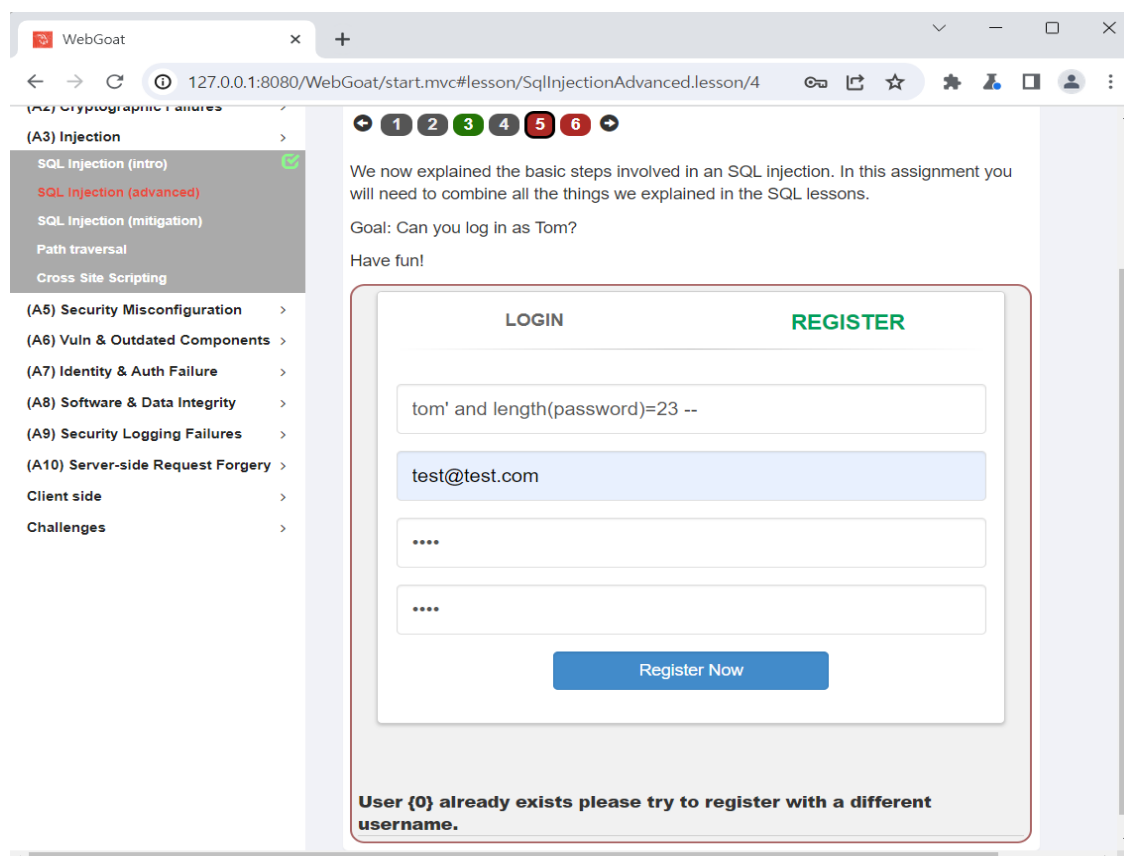 WebGoat
127.0.0.1:8080/WebGoat/start.mvc#lesson/SqlInjectionAdvanced.lesson/4
(A2) Cryptographic Failures
(A3) Injection
SQL Injection (intro)
SQL Injection (advanced)
SQL Injection (mitigation)
Path traversal
Cross Site Scripting
(A5) Security Misconfiguration
(A6) Vuln & Outdated Components
(A7) Identity & Auth Failure
(A8) Software & Data Integrity
(A9) Security Logging Failures
(A10) Server-side Request Forgery
Client side
Challenges
1 2 3 4 5 6
We now explained the basic steps involved in an SQL injection. In this assignment you
will need to combine all the things we explained in the SQL lessons.
Goal: Can you log in as Tom?
Have fun!
LOGIN REGISTER
tom' and length(password)=23 --
test@test.com
••••
••••
Register Now
User {0} already exists please try to register with a different
username.